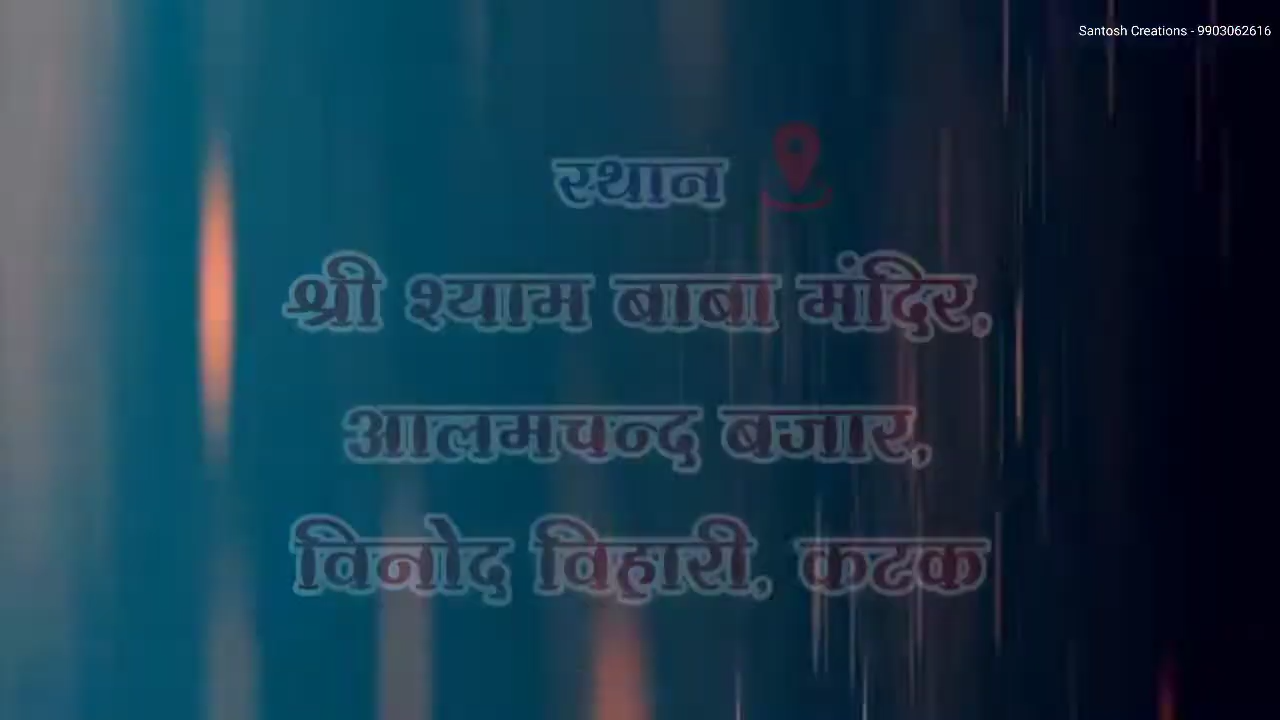 Santosh Creations - 9903062616
स्थान
श्री श्याम बाबा मंदिर,
आलमचन्द बजार,
विनोद विहारी, कटक